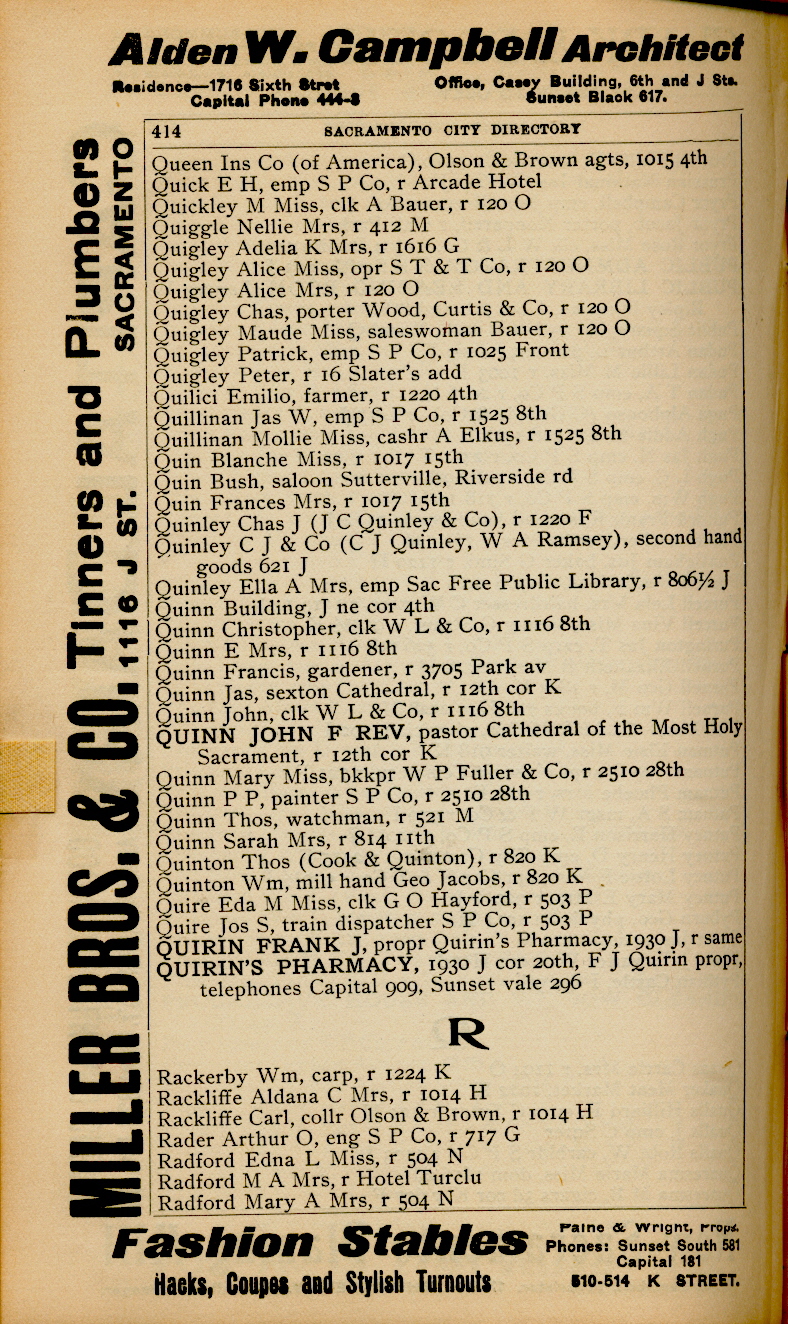 Alden W. Campbell Architect
Residence—1716 Sixth Stret
Capital Phone 444-8
Office, Casey Building, 6th and J Sts.
Sunset Black 617.
MILLER BROS. & CO. Tinners and Plumbers
1116 J ST. SACRAMENTO
414 SACRAMENTO CITY DIRECTORY
Queen Ins Co (of America), Olson & Brown agts, 1015 4th
Quick E H, emp S P Co, r Arcade Hotel
Quickley M Miss, clk A Bauer, r 120 O
Quiggle Nellie Mrs, r 412 M
Quigley Adelia K Mrs, r 1616 G
Quigley Alice Miss, opr S T & T Co, r 120 O
Quigley Alice Mrs, r 120 O
Quigley Chas, porter Wood, Curtis & Co, r 120 O
Quigley Maude Miss, saleswoman Bauer, r 120 O
Quigley Patrick, emp S P Co, r 1025 Front
Quigley Peter, r 16 Slater's add
Quilici Emilio, farmer, r 1220 4th
Quillinan Jas W, emp S P Co, r 1525 8th
Quillinan Mollie Miss, cashr A Elkus, r 1525 8th
Quin Blanche Miss, r 1017 15th
Quin Bush, saloon Sutterville, Riverside rd
Quin Frances Mrs, r 1017 15th
Quinley Chas J (J C Quinley & Co), r 1220 F
Quinley C J & Co (C J Quinley, W A Ramsey), second hand
goods 621 J
Quinley Ella A Mrs, emp Sac Free Public Library, r 806½ J
Quinn Building, J ne cor 4th
Quinn Christopher, clk W L & Co, r 1116 8th
Quinn E Mrs, r 1116 8th
Quinn Francis, gardener, r 3705 Park av
Quinn Jas, sexton Cathedral, r 12th cor K
Quinn John, clk W L & Co, r 1116 8th
QUINN JOHN F REV, pastor Cathedral of the Most Holy
Sacrament, r 12th cor K
Quinn Mary Miss, bkkpr W P Fuller & Co, r 2510 28th
Quinn P P, painter S P Co, r 2510 28th
Quinn Thos, watchman, r 521 M
Quinn Sarah Mrs, r 814 11th
Quinton Thos (Cook & Quinton), r 820 K
Quinton Wm, mill hand Geo Jacobs, r 820 K
Quire Eda M Miss, clk G O Hayford, r 503 P
Quire Jos S, train dispatcher S P Co, r 503 P
QUIRIN FRANK J, propr Quirin's Pharmacy, 1930 J, r same
QUIRIN'S PHARMACY, 1930 J cor 20th, F J Quirin propr,
telephones Capital 909, Sunset vale 296
R
Rackerby Wm, carp, r 1224 K
Rackliffe Aldana C Mrs, r 1014 H
Rackliffe Carl, collr Olson & Brown, r 1014 H
Rader Arthur O, eng S P Co, r 717 G
Radford Edna L Miss, r 504 N
Radford M A Mrs, r Hotel Turclu
Radford Mary A Mrs, r 504 N
Fashion Stables
Hacks, Coupes and Stylish Turnouts
Paine & Wright, Props.
Phones: Sunset South 581
Capital 181
510-514 K STREET.